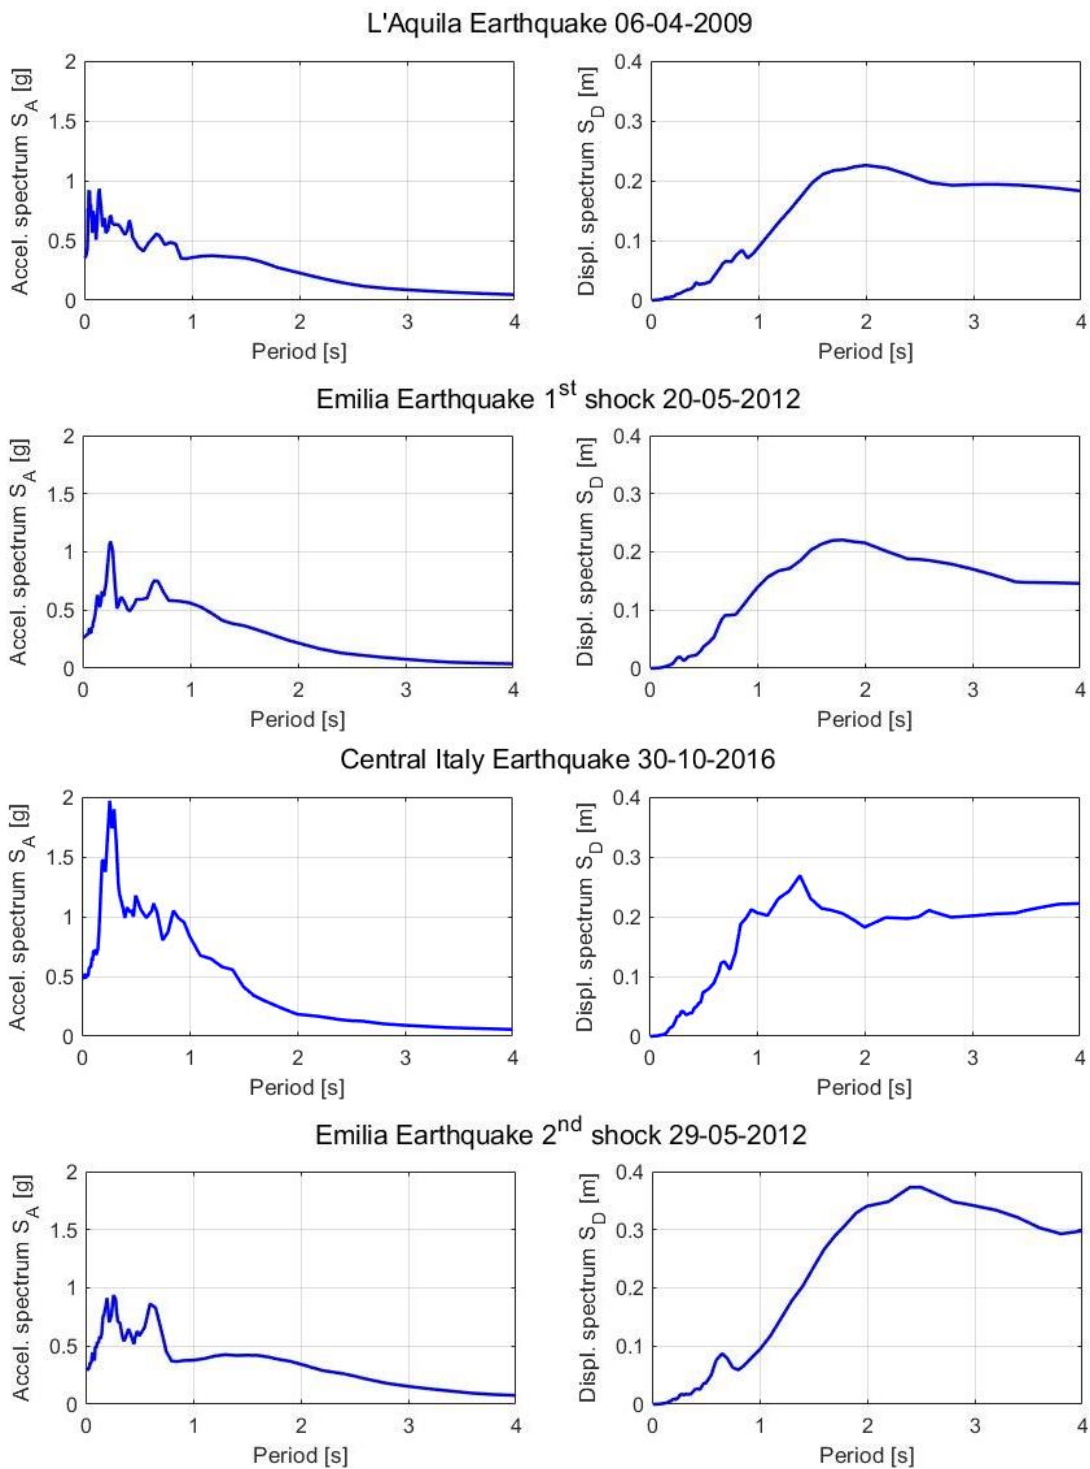 L'Aquila Earthquake 06-04-2009
Accel. spectrum S_A [g]
2
1.5
1
0.5
0
0 1 2 3 4
Period [s]
Displ. spectrum S_D [m]
0.4
0.3
0.2
0.1
0
0 1 2 3 4
Period [s]
Emilia Earthquake 1st shock 20-05-2012
Accel. spectrum S_A [g]
2
1.5
1
0.5
0
0 1 2 3 4
Period [s]
Displ. spectrum S_D [m]
0.4
0.3
0.2
0.1
0
0 1 2 3 4
Period [s]
Central Italy Earthquake 30-10-2016
Accel. spectrum S_A [g]
2
1.5
1
0.5
0
0 1 2 3 4
Period [s]
Displ. spectrum S_D [m]
0.4
0.3
0.2
0.1
0
0 1 2 3 4
Period [s]
Emilia Earthquake 2nd shock 29-05-2012
Accel. spectrum S_A [g]
2
1.5
1
0.5
0
0 1 2 3 4
Period [s]
Displ. spectrum S_D [m]
0.4
0.3
0.2
0.1
0
0 1 2 3 4
Period [s]